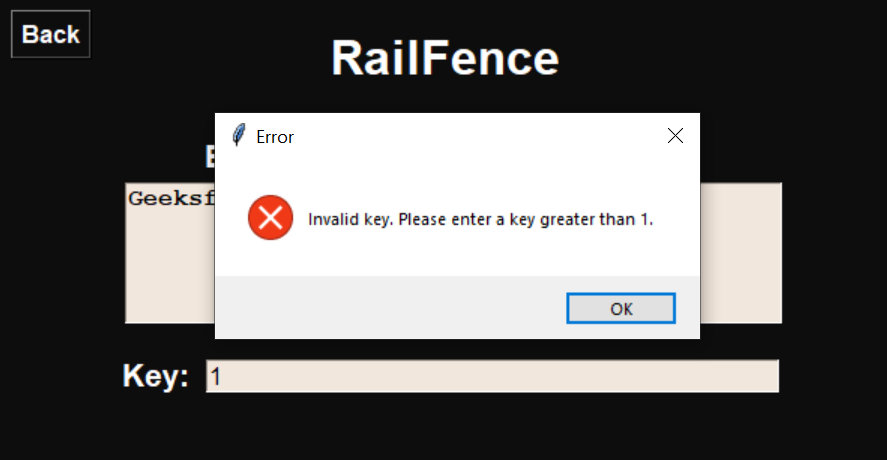 Back
RailFence
Error
Geeksf
Invalid key. Please enter a key greater than 1.
OK
Key: 1